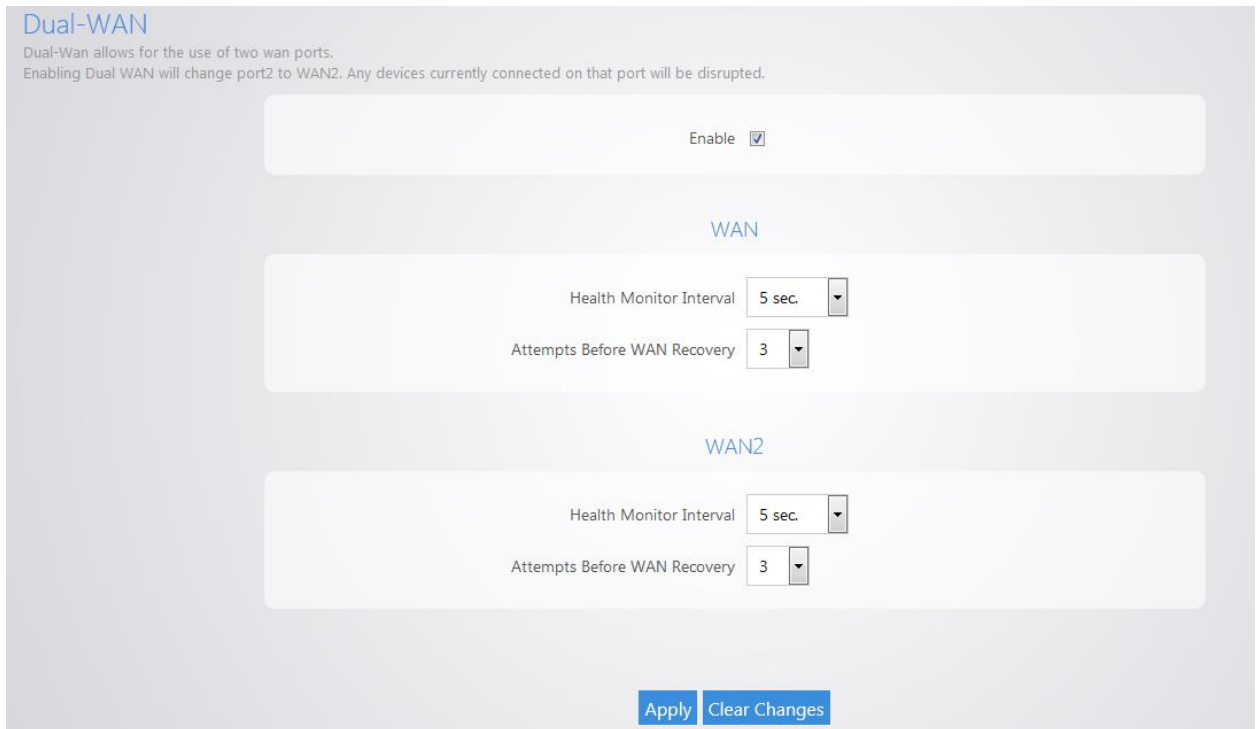 Dual-WAN
Dual-Wan allows for the use of two wan ports.
Enabling Dual WAN will change port2 to WAN2. Any devices currently connected on that port will be disrupted.
Enable
WAN
Health Monitor Interval 5 sec.
Attempts Before WAN Recovery 3
WAN2
Health Monitor Interval 5 sec.
Attempts Before WAN Recovery 3
Apply Clear Changes